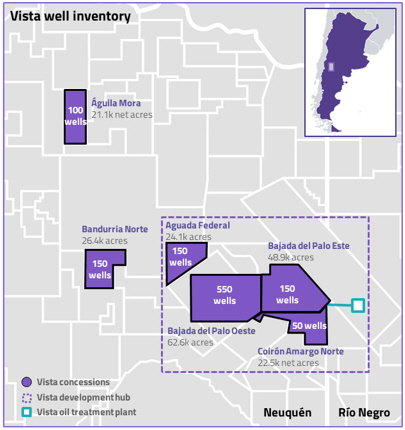 Vista well inventory
100
wells
Águila Mora
21.1k net acres
Bandurria Norte
26.4k acres
150
wells
Aguada Federal
24.1k acres
150
wells
Bajada del Palo Este
48.9k acres
550
wells
150
wells
50 wells
Bajada del Palo Oeste
62.6k acres
Coirón Amargo Norte
22.5k net acres
Vista concessions
Vista development hub
Vista oil treatment plant
Neuquén
Río Negro